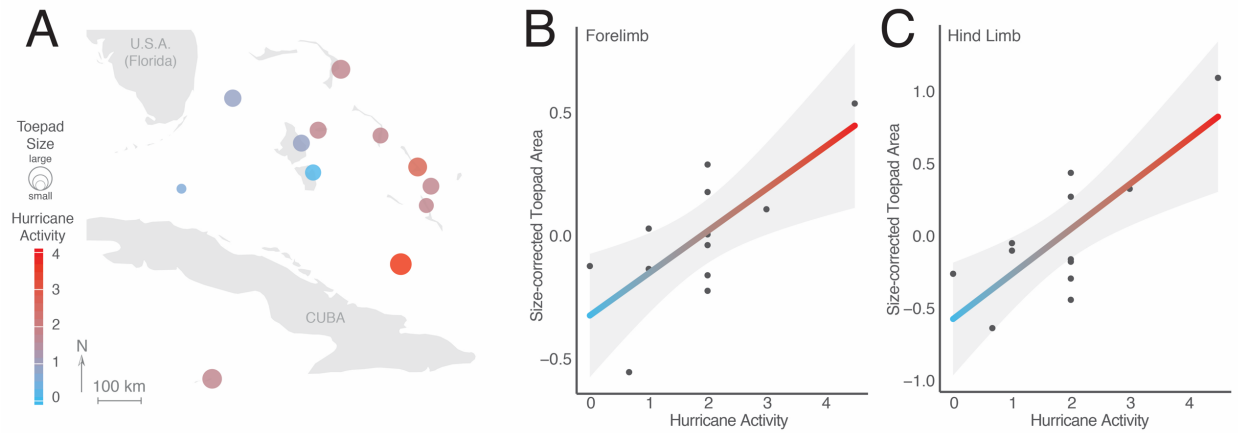 A
U.S.A.
(Florida)
Toepad
Size
large
small
Hurricane
Activity
4
3
2
1
0
N
100 km
CUBA
B
Forelimb
Size-corrected Toepad Area
0.5
0.0
−0.5
0 1 2 3 4
Hurricane Activity
C
Hind Limb
Size-corrected Toepad Area
1.0
0.5
0.0
−0.5
−1.0
0 1 2 3 4
Hurricane Activity